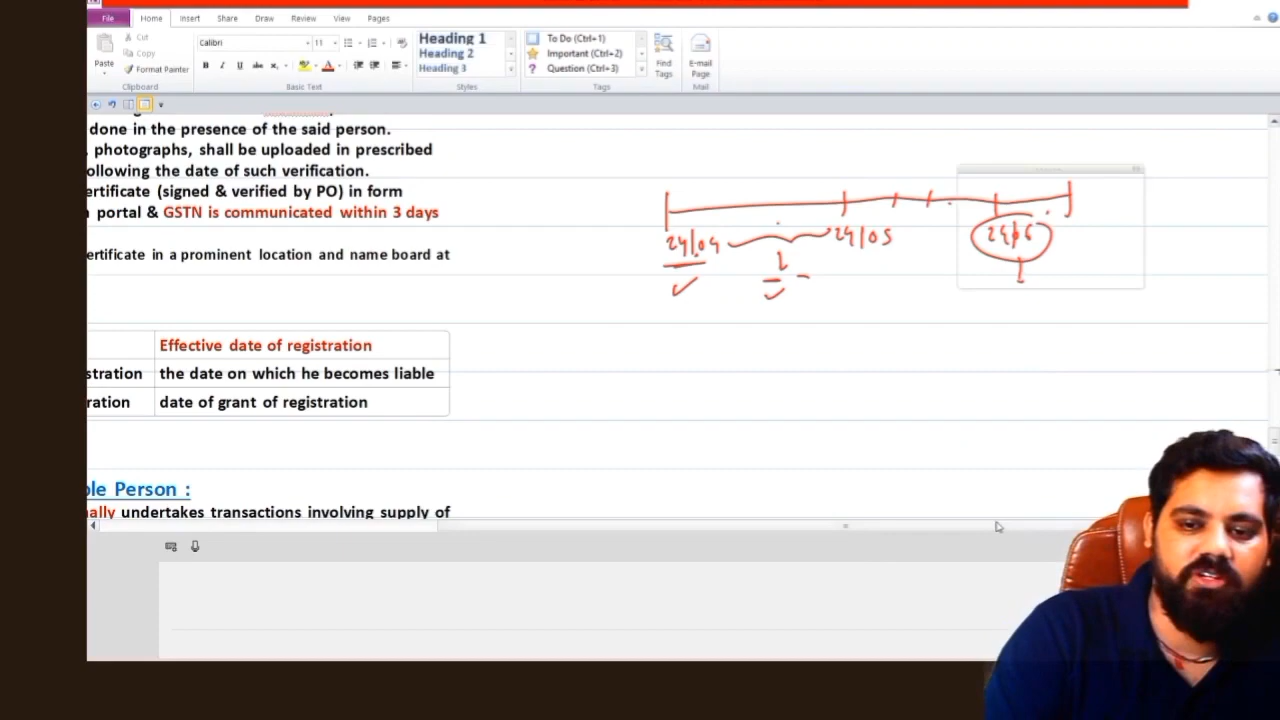 File Home Insert Share Draw Review View Pages
Cut
Copy
Format Painter
Paste
Clipboard
Calibri 11
B I U abc x₂ A
Basic Text
Heading 1
Heading 2
Heading 3
Styles
To Do (Ctrl+1)
Important (Ctrl+2)
Question (Ctrl+3)
Tags
Find Tags
E-mail Page
Mail
done in the presence of the said person.
photographs, shall be uploaded in prescribed
ollowing the date of such verification.
ertificate (signed & verified by PO) in form
portal & GSTN is communicated within 3 days
ertificate in a prominent location and name board at
Effective date of registration
stration the date on which he becomes liable
ration date of grant of registration
ble Person :
nally undertakes transactions involving supply of
24/04 24/05 24/6